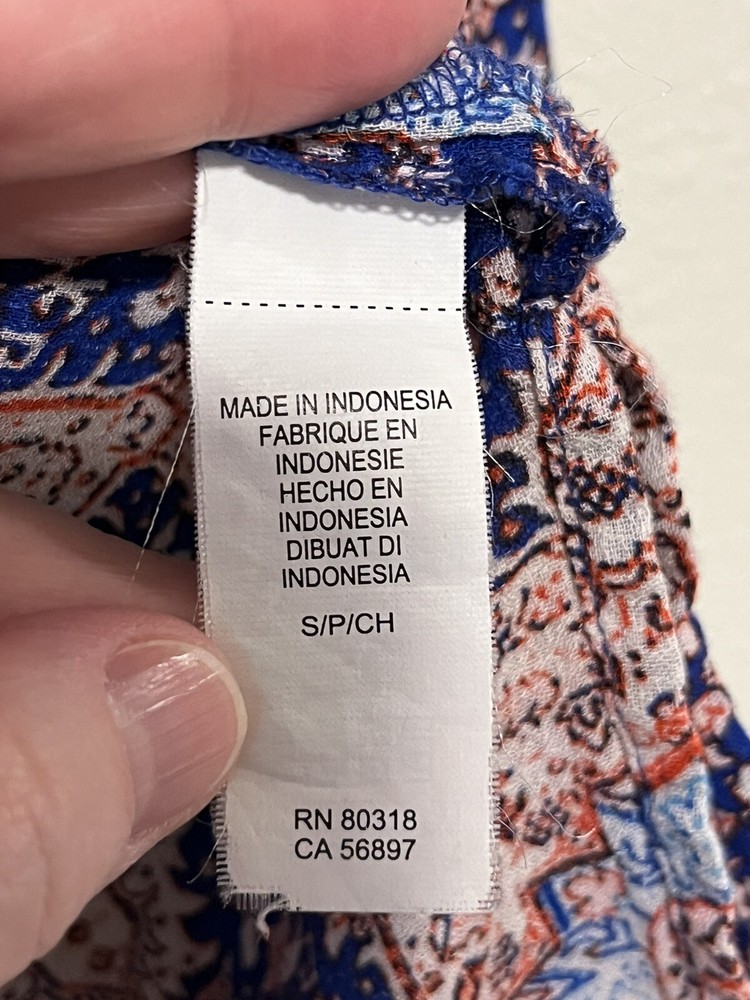 MADE IN INDONESIA
FABRIQUE EN
INDONESIE
HECHO EN
INDONESIA
DIBUAT DI
INDONESIA
S/P/CH
RN 80318
CA 56897